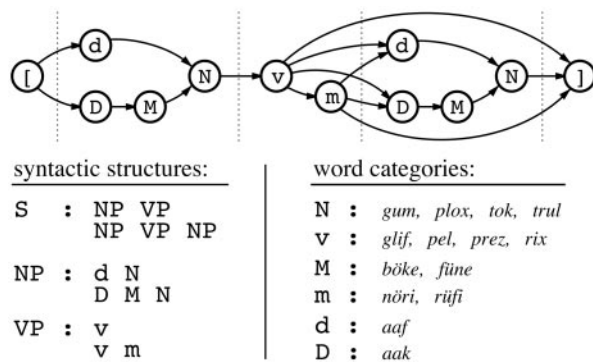 [ d D M N v m d D M N ]
syntactic structures:
S : NP VP
NP VP NP
NP : d N
D M N
VP : v
v m
word categories:
N : gum, plox, tok, trul
v : glif, pel, prez, rix
M : böke, füne
m : nöri, rüfi
d : aaf
D : aak